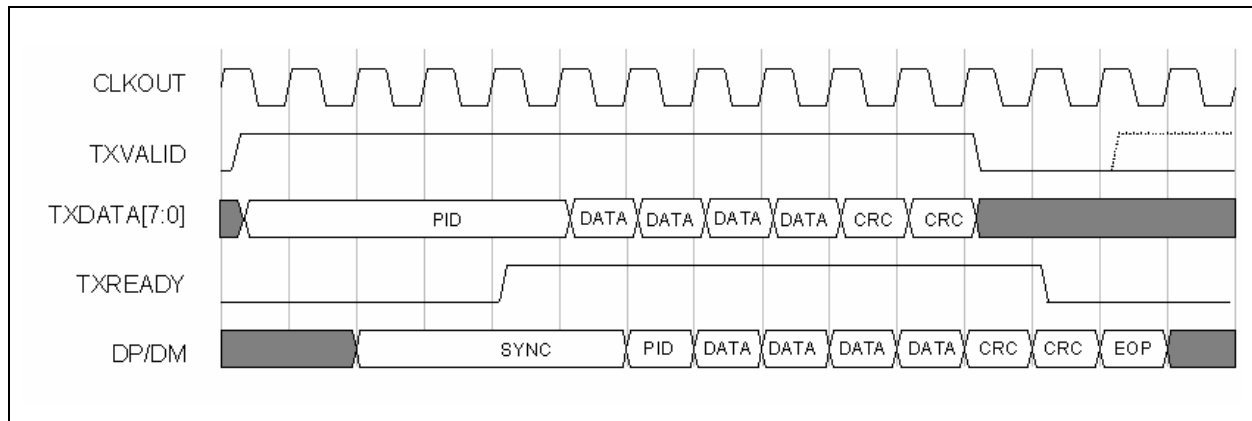 CLKOUT
TXVALID
TXDATA[7:0] PID DATA DATA DATA DATA CRC CRC
TXREADY
DP/DM SYNC PID DATA DATA DATA DATA CRC CRC EOP